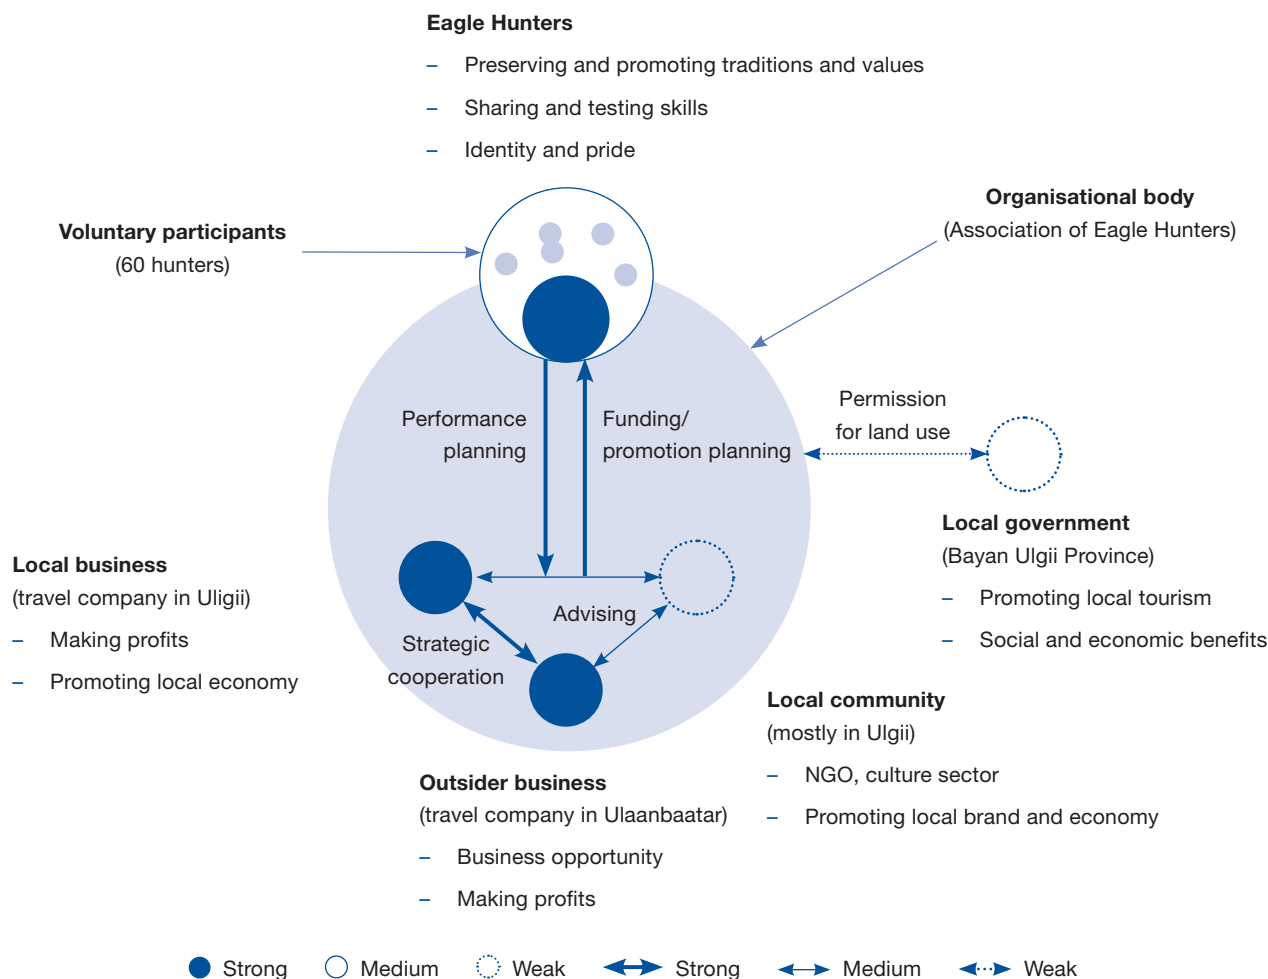 Eagle Hunters
– Preserving and promoting traditions and values
– Sharing and testing skills
– Identity and pride
Voluntary participants
(60 hunters)
Organisational body
(Association of Eagle Hunters)
Performance
planning
Funding/
promotion planning
Permission
for land use
Local government
(Bayan Ulgii Province)
– Promoting local tourism
– Social and economic benefits
Local business
(travel company in Uligii)
– Making profits
– Promoting local economy
Advising
Strategic
cooperation
Local community
(mostly in Ulgii)
– NGO, culture sector
– Promoting local brand and economy
Outsider business
(travel company in Ulaanbaatar)
– Business opportunity
– Making profits
Strong Medium Weak Strong Medium Weak